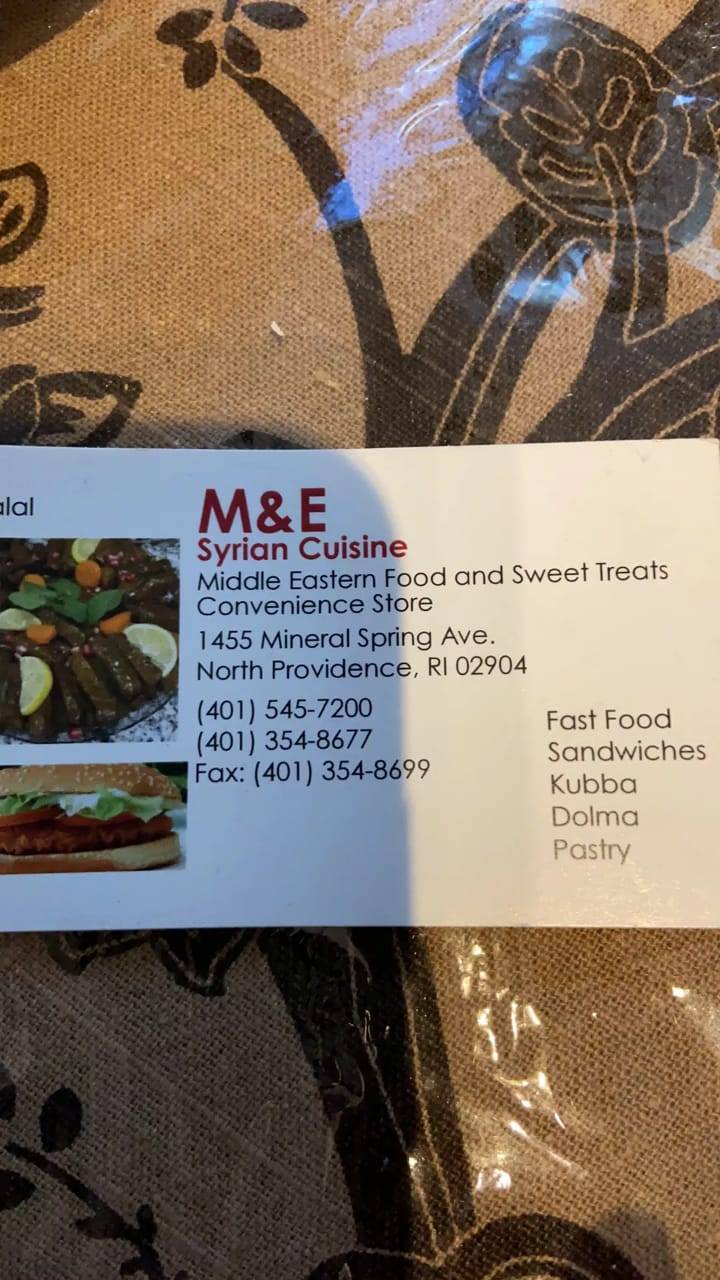 alal
M&E
Syrian Cuisine
Middle Eastern Food and Sweet Treats
Convenience Store
1455 Mineral Spring Ave.
North Providence, RI 02904
(401) 545-7200
(401) 354-8677
Fax: (401) 354-8699
Fast Food
Sandwiches
Kubba
Dolma
Pastry